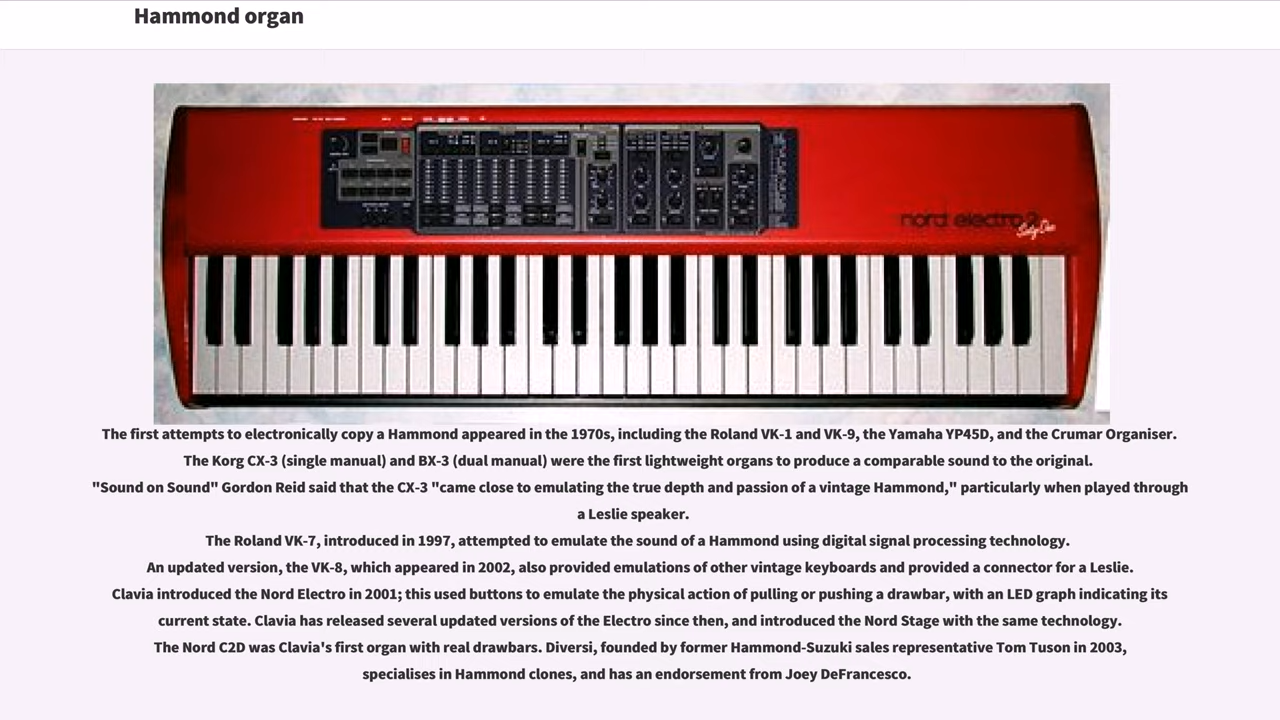 Hammond organ
nord electro 2
Sixty One
The first attempts to electronically copy a Hammond appeared in the 1970s, including the Roland VK-1 and VK-9, the Yamaha YP45D, and the Crumar Organiser.
The Korg CX-3 (single manual) and BX-3 (dual manual) were the first lightweight organs to produce a comparable sound to the original.
"Sound on Sound" Gordon Reid said that the CX-3 "came close to emulating the true depth and passion of a vintage Hammond," particularly when played through
a Leslie speaker.
The Roland VK-7, introduced in 1997, attempted to emulate the sound of a Hammond using digital signal processing technology.
An updated version, the VK-8, which appeared in 2002, also provided emulations of other vintage keyboards and provided a connector for a Leslie.
Clavia introduced the Nord Electro in 2001; this used buttons to emulate the physical action of pulling or pushing a drawbar, with an LED graph indicating its
current state. Clavia has released several updated versions of the Electro since then, and introduced the Nord Stage with the same technology.
The Nord C2D was Clavia's first organ with real drawbars. Diversi, founded by former Hammond-Suzuki sales representative Tom Tuson in 2003,
specialises in Hammond clones, and has an endorsement from Joey DeFrancesco.